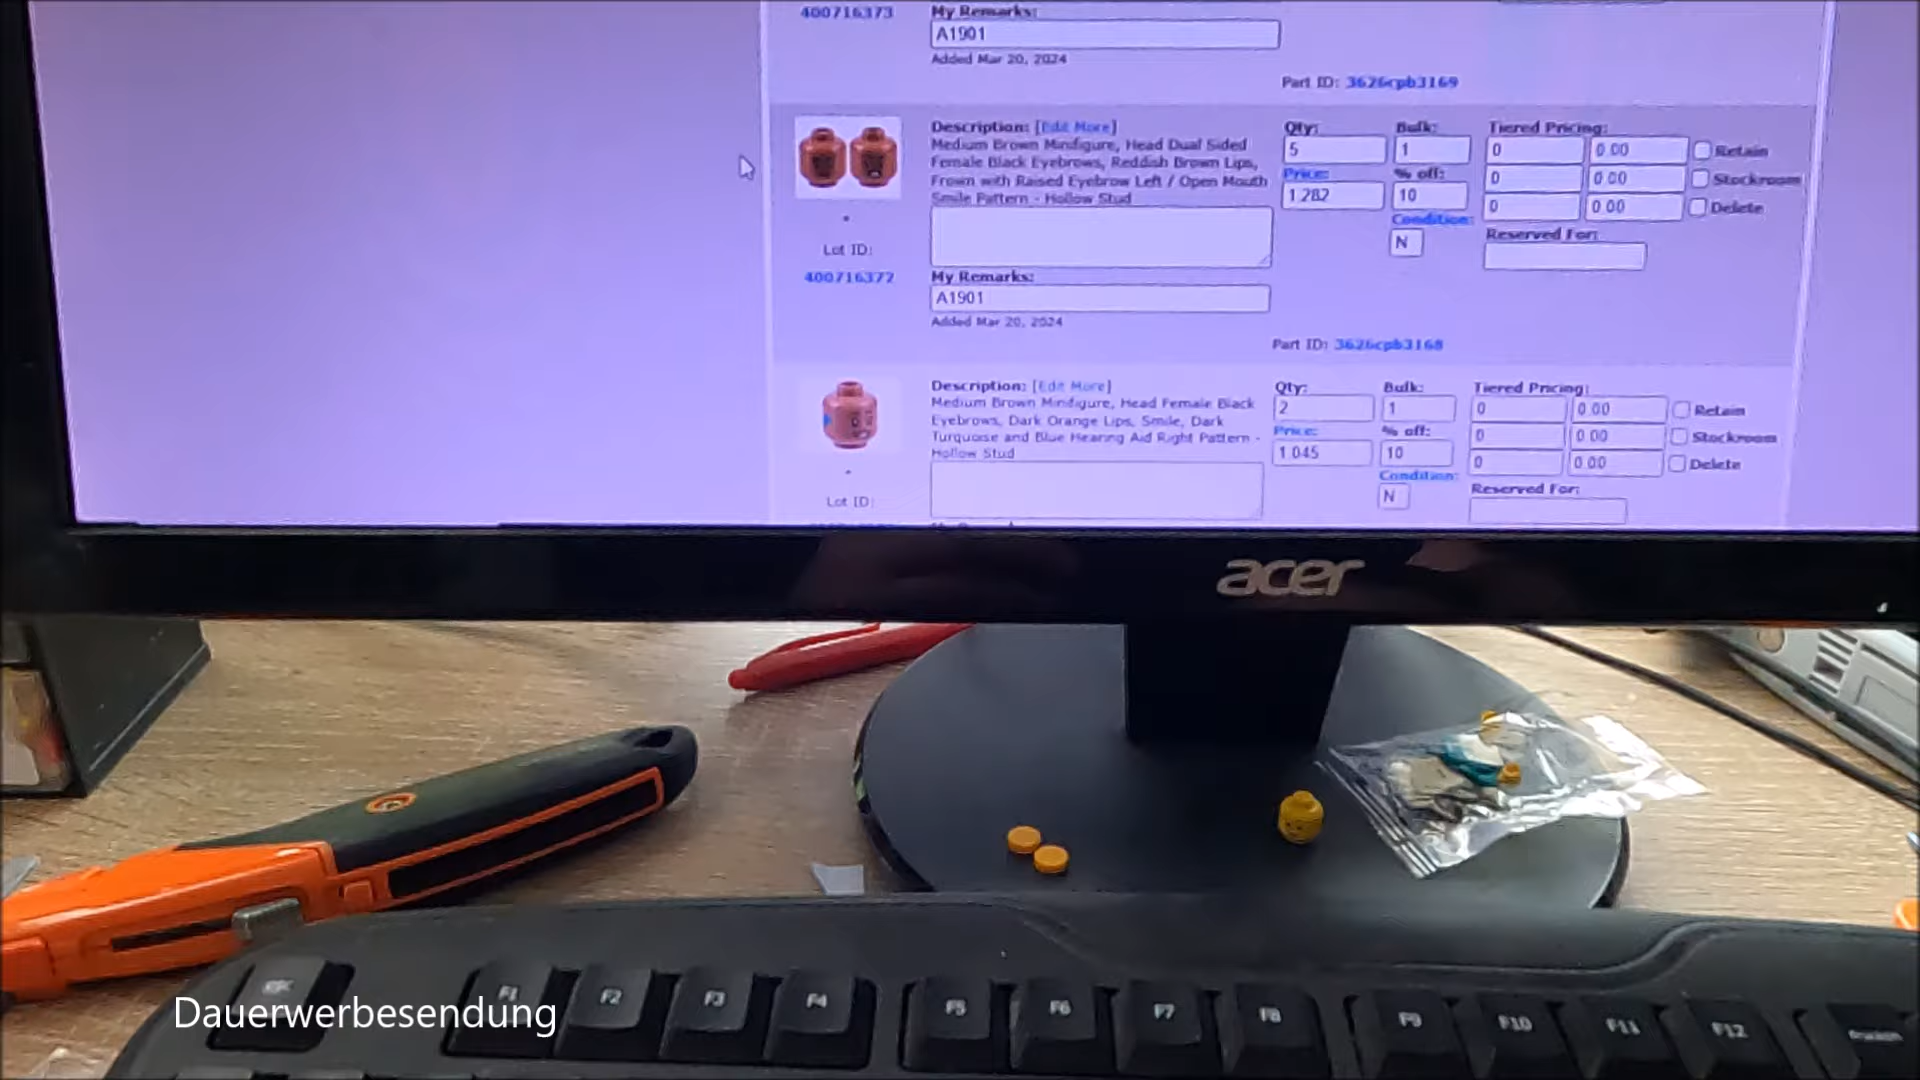 400716373
My Remarks:
A1901
Added Mar 20, 2024
Part ID: 3626cpb3169
Description: [Edit More]
Medium Brown Minifigure, Head Dual Sided
Female Black Eyebrows, Reddish Brown Lips,
Frown with Raised Eyebrow Left / Open Mouth
Smile Pattern - Hollow Stud
Lot ID:
400716372
My Remarks:
A1901
Added Mar 20, 2024
Qty:
5
Bulk:
1
Price:
1.282
% off:
10
Condition:
N
Tiered Pricing:
0 0.00
0 0.00
0 0.00
Retain
Stockroom
Delete
Reserved For:
Part ID: 3626cpb3168
Description: [Edit More]
Medium Brown Minifigure, Head Female Black
Eyebrows, Dark Orange Lips, Smile, Dark
Turquoise and Blue Hearing Aid Right Pattern -
Hollow Stud
Lot ID:
Qty:
2
Bulk:
1
Price:
1.045
% off:
10
Condition:
N
Tiered Pricing:
0 0.00
0 0.00
0 0.00
Retain
Stockroom
Delete
Reserved For:
acer
Esc F1 F2 F3 F4 F5 F6 F7 F8 F9 F10 F11 F12
Dauerwerbesendung